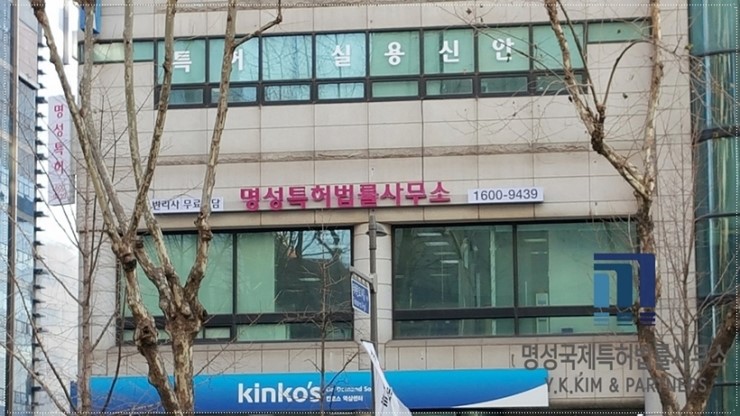 특허 실용신안
명성특허
변리사 무료상담 명성특허법률사무소 1600-9439
kinko's
명성국제특허법률사무소
Y.K.KIM & PARTNERS